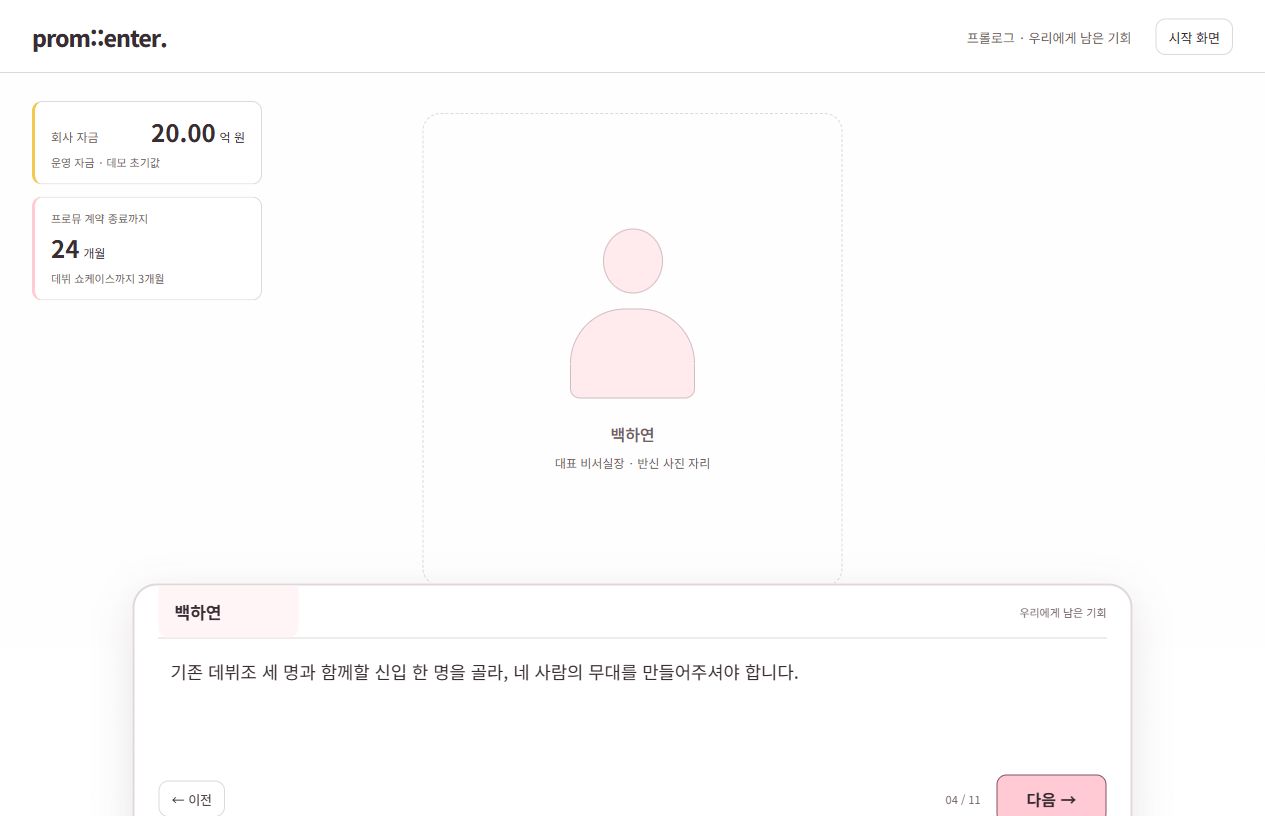 prom::enter.
프롤로그 · 우리에게 남은 기회
시작 화면
회사 자금 20.00 억 원
운영 자금 · 데모 초기값
프로뮤 계약 종료까지
24 개월
데뷔 쇼케이스까지 3개월
백하연
대표 비서실장 · 반신 사진 자리
백하연
우리에게 남은 기회
기존 데뷔조 세 명과 함께할 신입 한 명을 골라, 네 사람의 무대를 만들어주셔야 합니다.
← 이전
04 / 11
다음 →